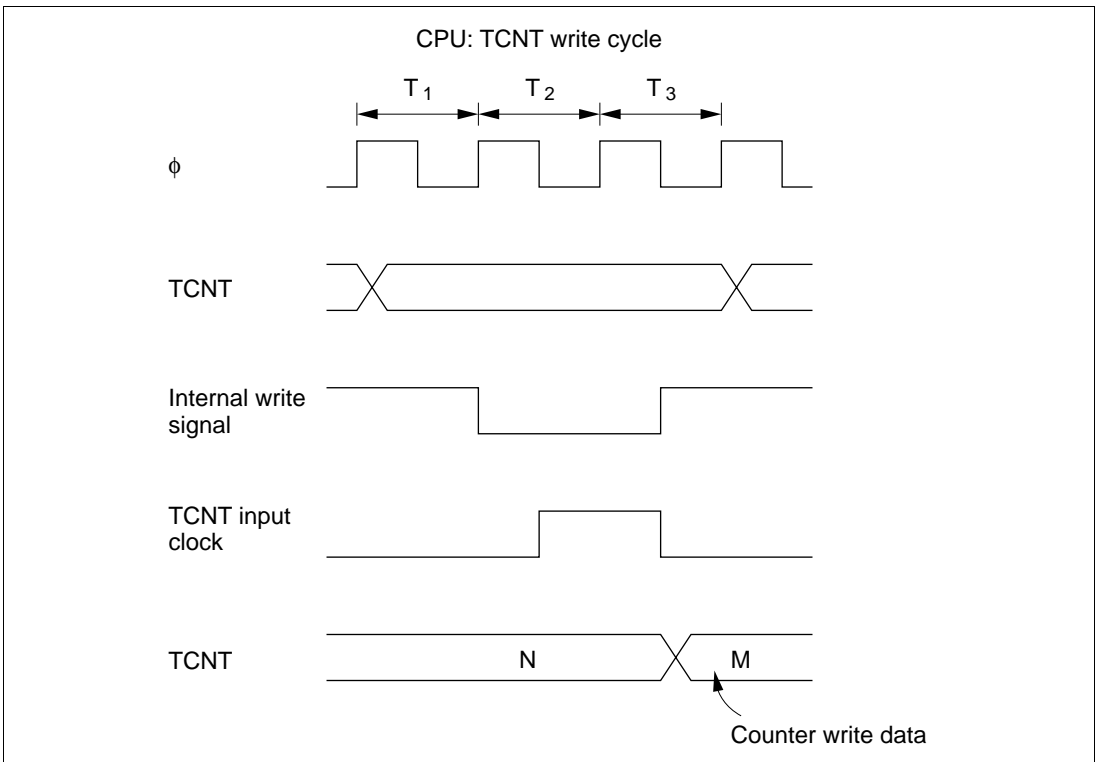 CPU: TCNT write cycle
T1 T2 T3
ϕ
TCNT
Internal write
signal
TCNT input
clock
TCNT N M
Counter write data